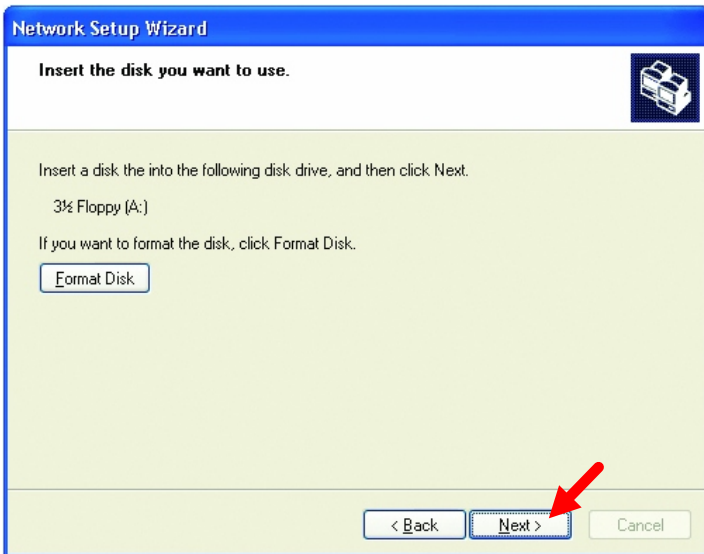 Network Setup Wizard
Insert the disk you want to use.
Insert a disk the into the following disk drive, and then click Next.
3½ Floppy (A:)
If you want to format the disk, click Format Disk.
Format Disk
< Back Next > Cancel